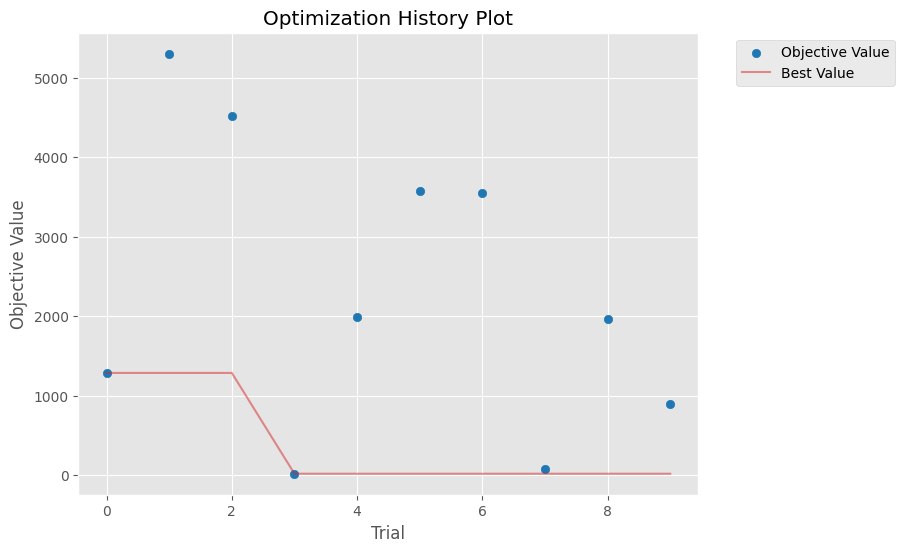 Optimization History Plot
Objective Value
Best Value
5000
4000
3000
2000
1000
0
Objective Value
0 2 4 6 8
Trial